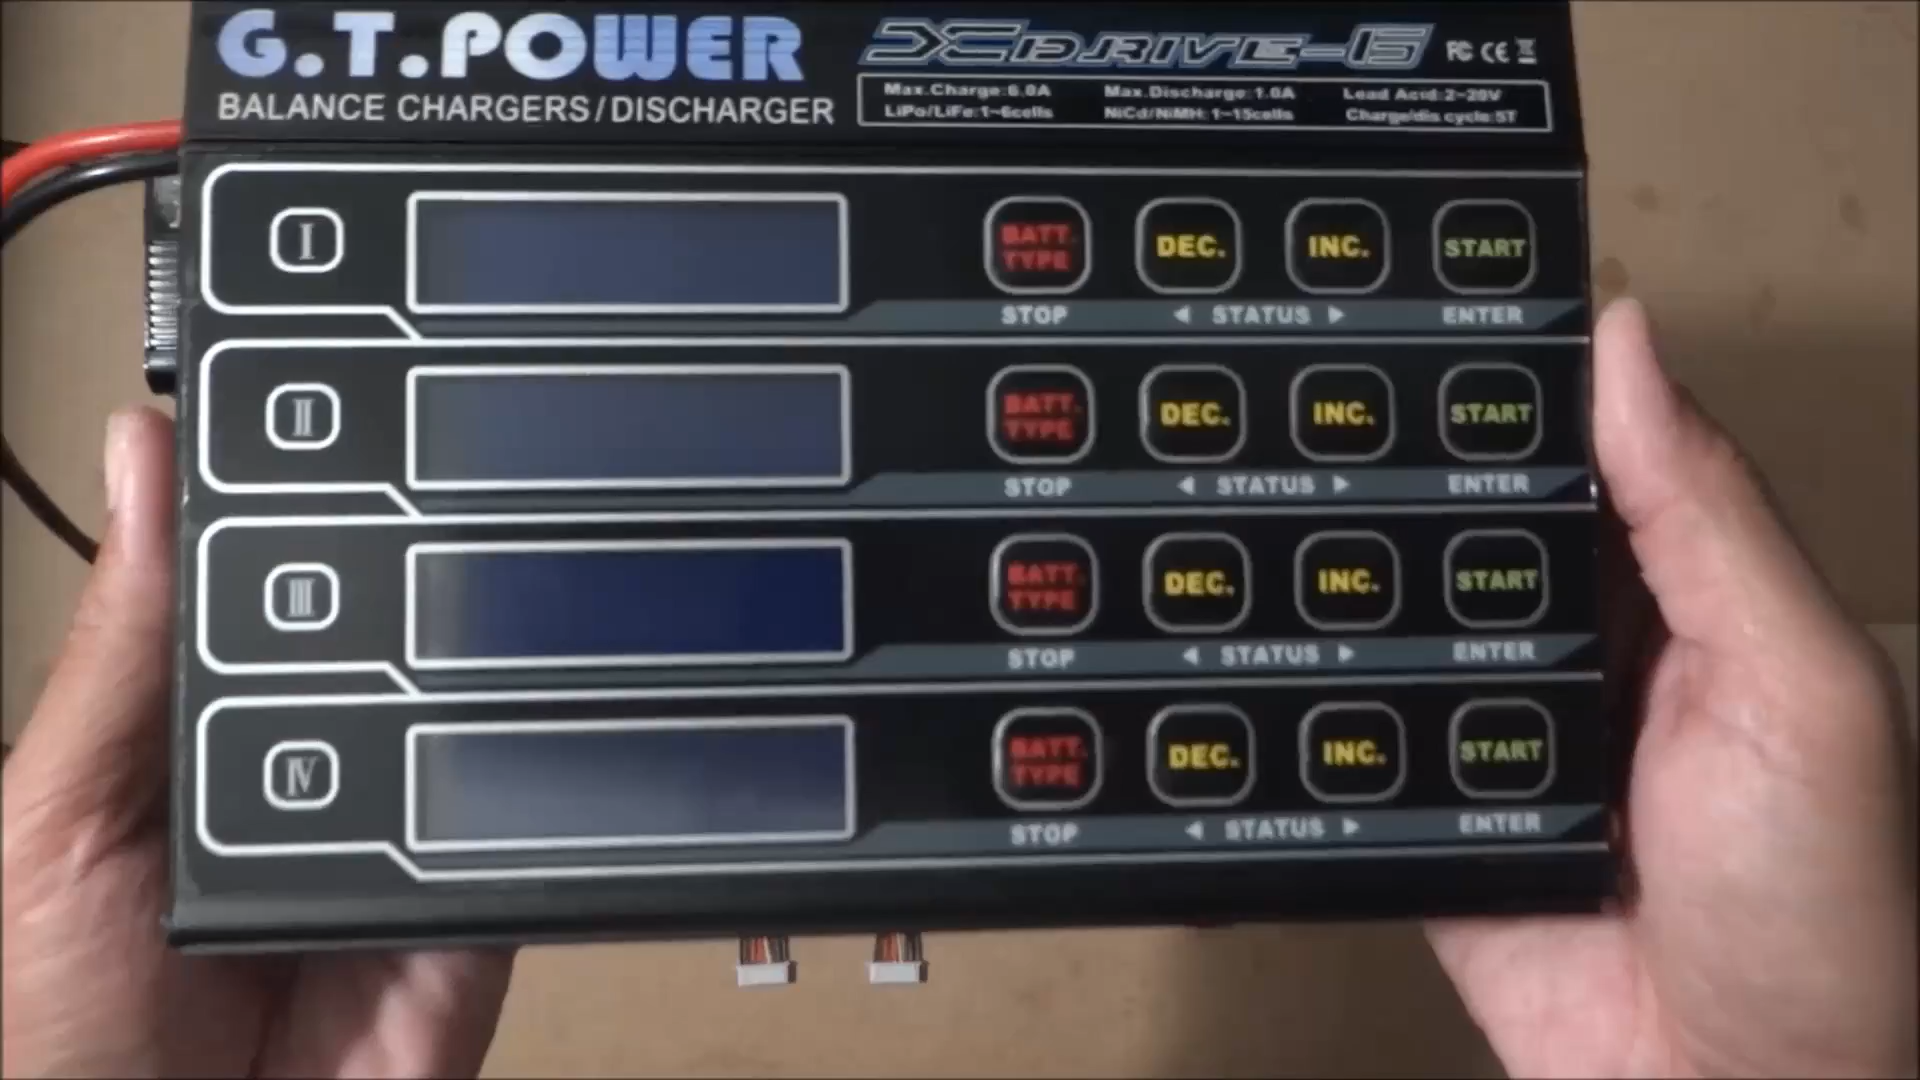 G.T.POWER
BALANCE CHARGERS/DISCHARGER
XDRIVE-6 FC CE
Max.Charge:6.0A Max.Discharge:1.0A Lead Acid:2~20V
LiPo/LiFe:1~6cells NiCd/NiMH:1~15cells Charge/dis cycle:5T
I BATT. TYPE DEC. INC. START
STOP ◄ STATUS ► ENTER
II BATT. TYPE DEC. INC. START
STOP ◄ STATUS ► ENTER
III BATT. TYPE DEC. INC. START
STOP ◄ STATUS ► ENTER
IV BATT. TYPE DEC. INC. START
STOP ◄ STATUS ► ENTER